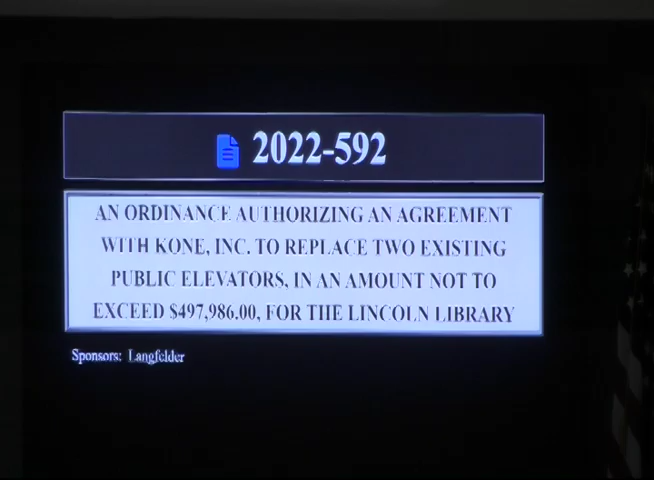 2022-592
AN ORDINANCE AUTHORIZING AN AGREEMENT
WITH KONE, INC. TO REPLACE TWO EXISTING
PUBLIC ELEVATORS, IN AN AMOUNT NOT TO
EXCEED $497,986.00, FOR THE LINCOLN LIBRARY
Sponsors: Langfelder